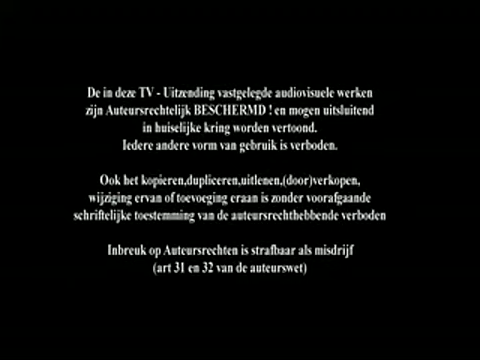 De in deze TV - Uitzending vastgelegde audiovisuele werken
zijn Auteursrechtelijk BESCHERMD ! en mogen uitsluitend
in huiselijke kring worden vertoond.
Iedere andere vorm van gebruik is verboden.
Ook het kopieren,dupliceren,uitlenen,(door)verkopen,
wijziging ervan of toevoeging eraan is zonder voorafgaande
schriftelijke toestemming van de auteursrechthebbende verboden
Inbreuk op Auteursrechten is strafbaar als misdrijf
(art 31 en 32 van de auteurswet)